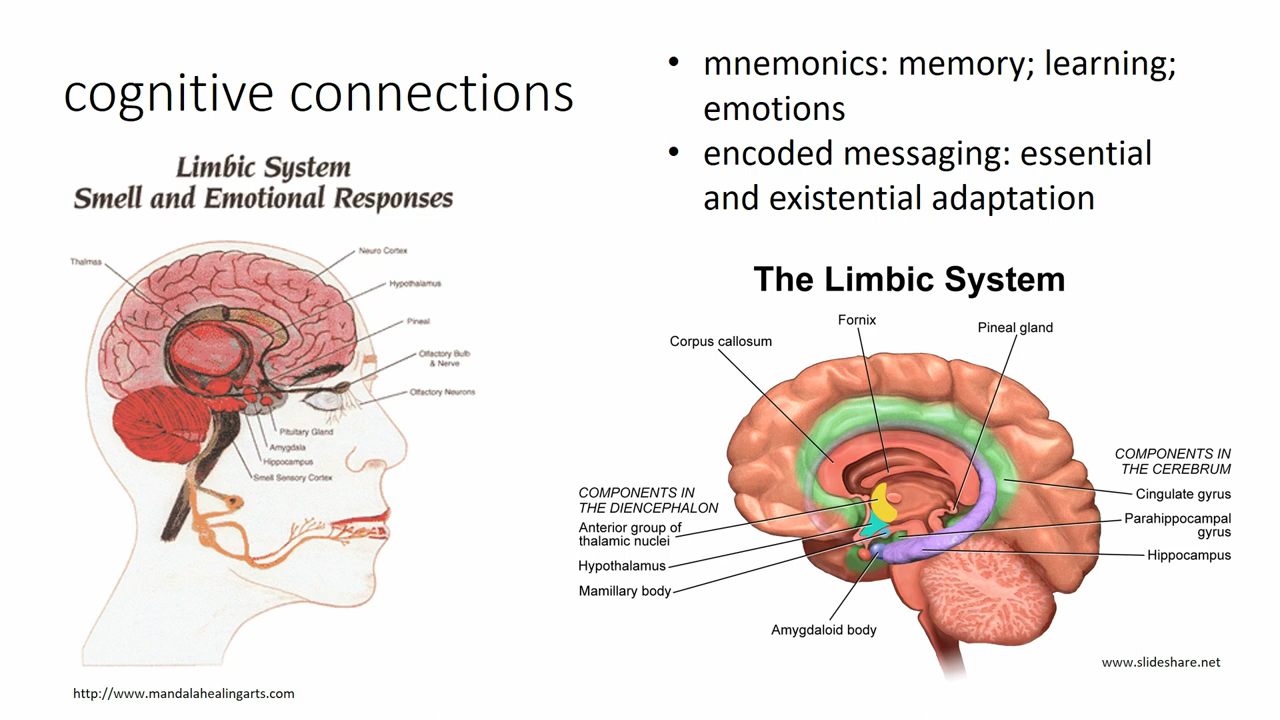 cognitive connections
• mnemonics: memory; learning;
emotions
• encoded messaging: essential
and existential adaptation
Limbic System
Smell and Emotional Responses
Thalmas
Neuro Cortex
Hypothalamus
Pineal
Olfactory Bulb
& Nerve
Olfactory Neurons
Pitultary Gland
Amygdala
Hippocampus
Smell Sensory Cortex
http://www.mandalahealingarts.com
The Limbic System
Fornix
Pineal gland
Corpus callosum
COMPONENTS IN
THE CEREBRUM
Cingulate gyrus
Parahippocampal
gyrus
Hippocampus
COMPONENTS IN
THE DIENCEPHALON
Anterior group of
thalamic nuclei
Hypothalamus
Mamillary body
Amygdaloid body
www.slideshare.net